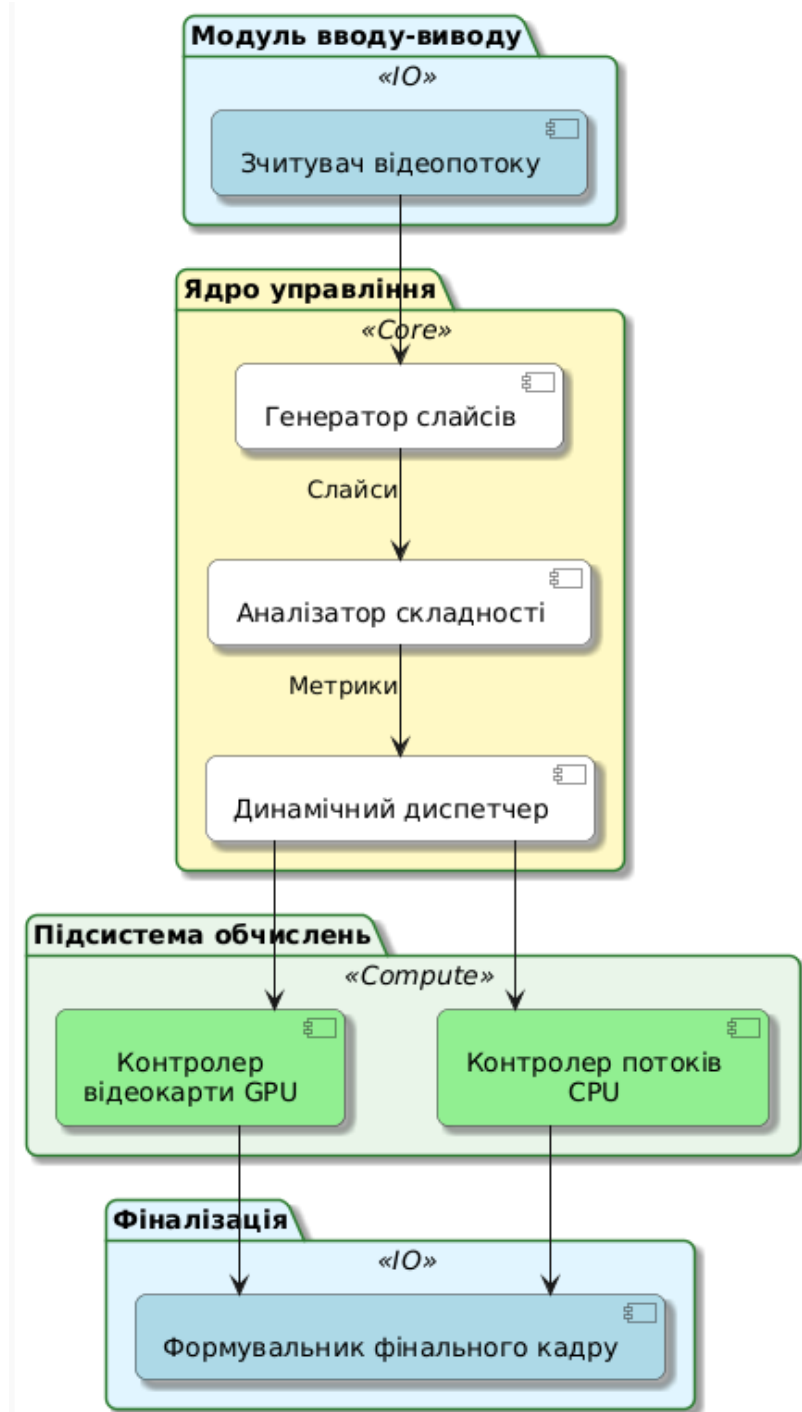 Модуль вводу-виводу
«IO»
Зчитувач відеопотоку
Ядро управління
«Core»
Генератор слайсів
Слайси
Аналізатор складності
Метрики
Динамічний диспетчер
Підсистема обчислень
«Compute»
Контролер
відеокарти GPU
Контролер потоків
CPU
Фіналізація
«IO»
Формувальник фінального кадру